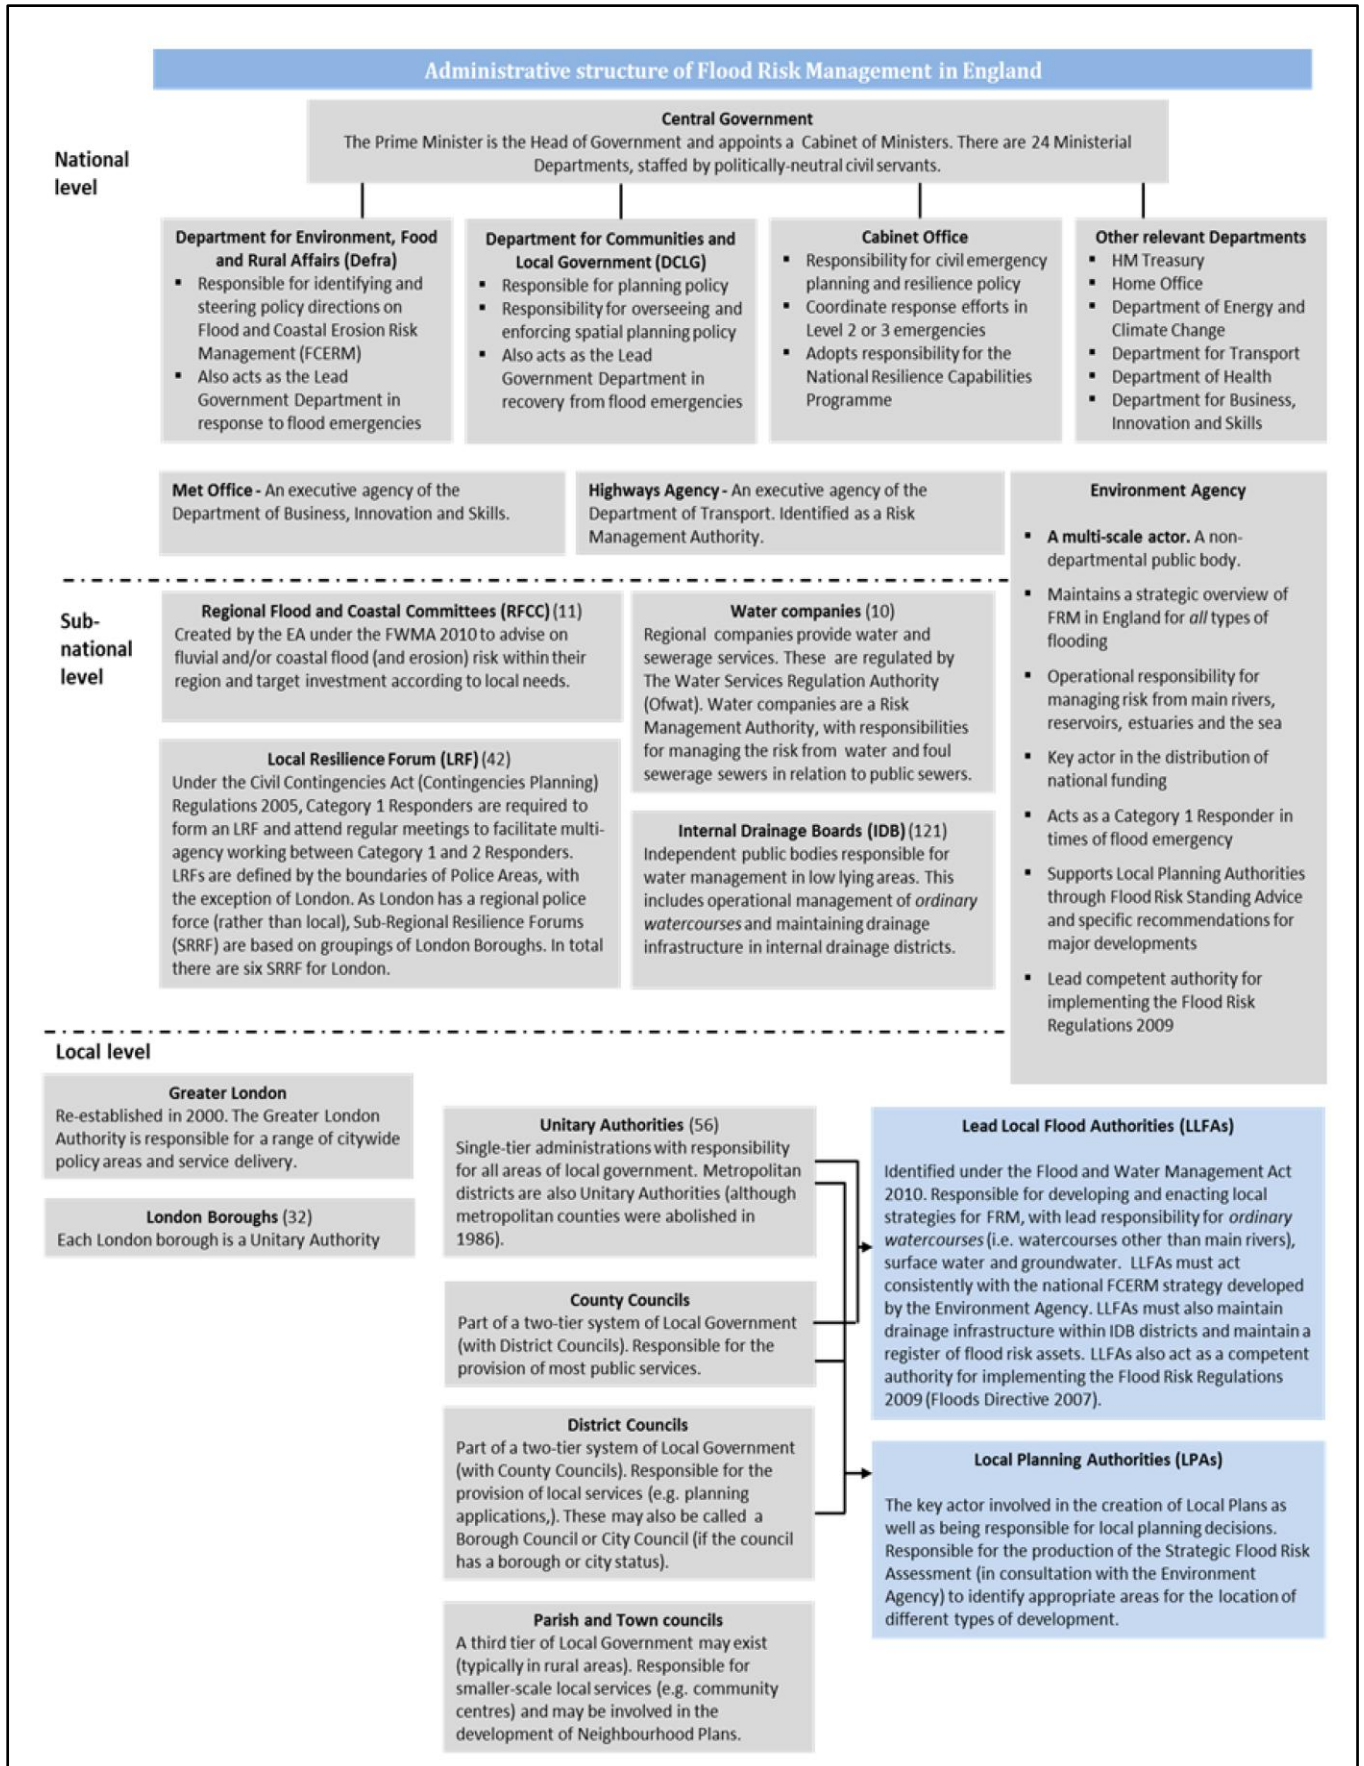 Administrative structure of Flood Risk Management in England
National
level
Central Government
The Prime Minister is the Head of Government and appoints a Cabinet of Ministers. There are 24 Ministerial
Departments, staffed by politically-neutral civil servants.
Department for Environment, Food
and Rural Affairs (Defra)
▪ Responsible for identifying and
steering policy directions on
Flood and Coastal Erosion Risk
Management (FCERM)
▪ Also acts as the Lead
Government Department in
response to flood emergencies
Department for Communities and
Local Government (DCLG)
▪ Responsible for planning policy
▪ Responsibility for overseeing and
enforcing spatial planning policy
▪ Also acts as the Lead
Government Department in
recovery from flood emergencies
Cabinet Office
▪ Responsibility for civil emergency
planning and resilience policy
▪ Coordinate response efforts in
Level 2 or 3 emergencies
▪ Adopts responsibility for the
National Resilience Capabilities
Programme
Other relevant Departments
▪ HM Treasury
▪ Home Office
▪ Department of Energy and
Climate Change
▪ Department for Transport
▪ Department of Health
▪ Department for Business,
Innovation and Skills
Met Office - An executive agency of the
Department of Business, Innovation and Skills.
Highways Agency - An executive agency of the
Department of Transport. Identified as a Risk
Management Authority.
Environment Agency
▪ A multi-scale actor. A non-
departmental public body.
▪ Maintains a strategic overview of
FRM in England for all types of
flooding
▪ Operational responsibility for
managing risk from main rivers,
reservoirs, estuaries and the sea
▪ Key actor in the distribution of
national funding
▪ Acts as a Category 1 Responder in
times of flood emergency
▪ Supports Local Planning Authorities
through Flood Risk Standing Advice
and specific recommendations for
major developments
▪ Lead competent authority for
implementing the Flood Risk
Regulations 2009
Sub-
national
level
Regional Flood and Coastal Committees (RFCC) (11)
Created by the EA under the FWMA 2010 to advise on
fluvial and/or coastal flood (and erosion) risk within their
region and target investment according to local needs.
Water companies (10)
Regional companies provide water and
sewerage services. These are regulated by
The Water Services Regulation Authority
(Ofwat). Water companies are a Risk
Management Authority, with responsibilities
for managing the risk from water and foul
sewerage sewers in relation to public sewers.
Local Resilience Forum (LRF) (42)
Under the Civil Contingencies Act (Contingencies Planning)
Regulations 2005, Category 1 Responders are required to
form an LRF and attend regular meetings to facilitate multi-
agency working between Category 1 and 2 Responders.
LRFs are defined by the boundaries of Police Areas, with
the exception of London. As London has a regional police
force (rather than local), Sub-Regional Resilience Forums
(SRRF) are based on groupings of London Boroughs. In total
there are six SRRF for London.
Internal Drainage Boards (IDB) (121)
Independent public bodies responsible for
water management in low lying areas. This
includes operational management of ordinary
watercourses and maintaining drainage
infrastructure in internal drainage districts.
Local level
Greater London
Re-established in 2000. The Greater London
Authority is responsible for a range of citywide
policy areas and service delivery.
London Boroughs (32)
Each London borough is a Unitary Authority
Unitary Authorities (56)
Single-tier administrations with responsibility
for all areas of local government. Metropolitan
districts are also Unitary Authorities (although
metropolitan counties were abolished in
1986).
County Councils
Part of a two-tier system of Local Government
(with District Councils). Responsible for the
provision of most public services.
District Councils
Part of a two-tier system of Local Government
(with County Councils). Responsible for the
provision of local services (e.g. planning
applications,). These may also be called a
Borough Council or City Council (if the council
has a borough or city status).
Parish and Town councils
A third tier of Local Government may exist
(typically in rural areas). Responsible for
smaller-scale local services (e.g. community
centres) and may be involved in the
development of Neighbourhood Plans.
Lead Local Flood Authorities (LLFAs)
Identified under the Flood and Water Management Act
2010. Responsible for developing and enacting local
strategies for FRM, with lead responsibility for ordinary
watercourses (i.e. watercourses other than main rivers),
surface water and groundwater. LLFAs must act
consistently with the national FCERM strategy developed
by the Environment Agency. LLFAs must also maintain
drainage infrastructure within IDB districts and maintain a
register of flood risk assets. LLFAs also act as a competent
authority for implementing the Flood Risk Regulations
2009 (Floods Directive 2007).
Local Planning Authorities (LPAs)
The key actor involved in the creation of Local Plans as
well as being responsible for local planning decisions.
Responsible for the production of the Strategic Flood Risk
Assessment (in consultation with the Environment
Agency) to identify appropriate areas for the location of
different types of development.